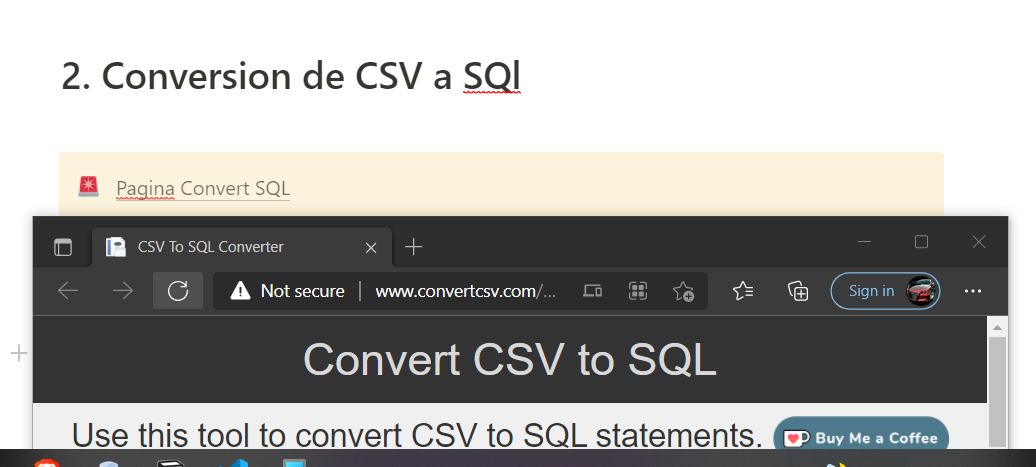 2. Conversion de CSV a SQl
Pagina Convert SQL
CSV To SQL Converter
Not secure | www.convertcsv.com/...
Sign in
Convert CSV to SQL
Use this tool to convert CSV to SQL statements.
Buy Me a Coffee